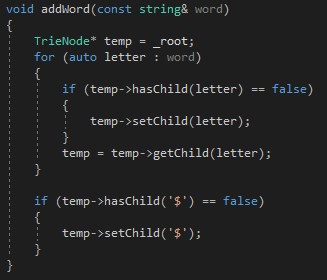 void addWord(const string& word)
{
    TrieNode* temp = _root;
    for (auto letter : word)
    {
        if (temp->hasChild(letter) == false)
        {
            temp->setChild(letter);
        }
        temp = temp->getChild(letter);
    }

    if (temp->hasChild('$') == false)
    {
        temp->setChild('$');
    }
}